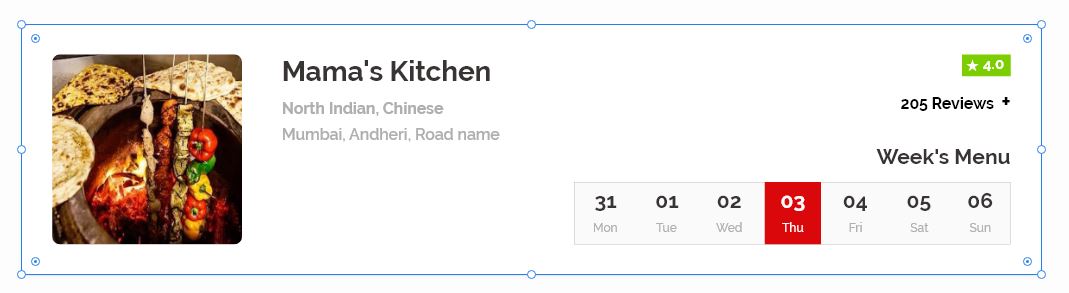 Mama's Kitchen
North Indian, Chinese
Mumbai, Andheri, Road name
★ 4.0
205 Reviews +
Week's Menu
31 01 02 03 04 05 06
Mon Tue Wed Thu Fri Sat Sun